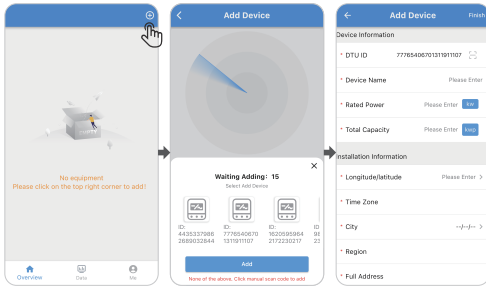 No equipment
Please click on the top right corner to add!
Overview
Data
Me
Add Device
Waiting Adding: 15
Select Add Device
ID:
4435337986
2689032844
ID:
7776540670
1311911107
ID:
1620595964
2172230217
ID
Add
None of the above, Click manual scan code to add
Add Device
Finish
Device Information
* DTU ID 77765406701311911107
* Device Name Please Enter
* Rated Power Please Enter kw
* Total Capacity Please Enter kwp
Installation Information
* Longitude/latitude Please Enter >
* Time Zone
* City --/--/-- >
* Region
* Full Address